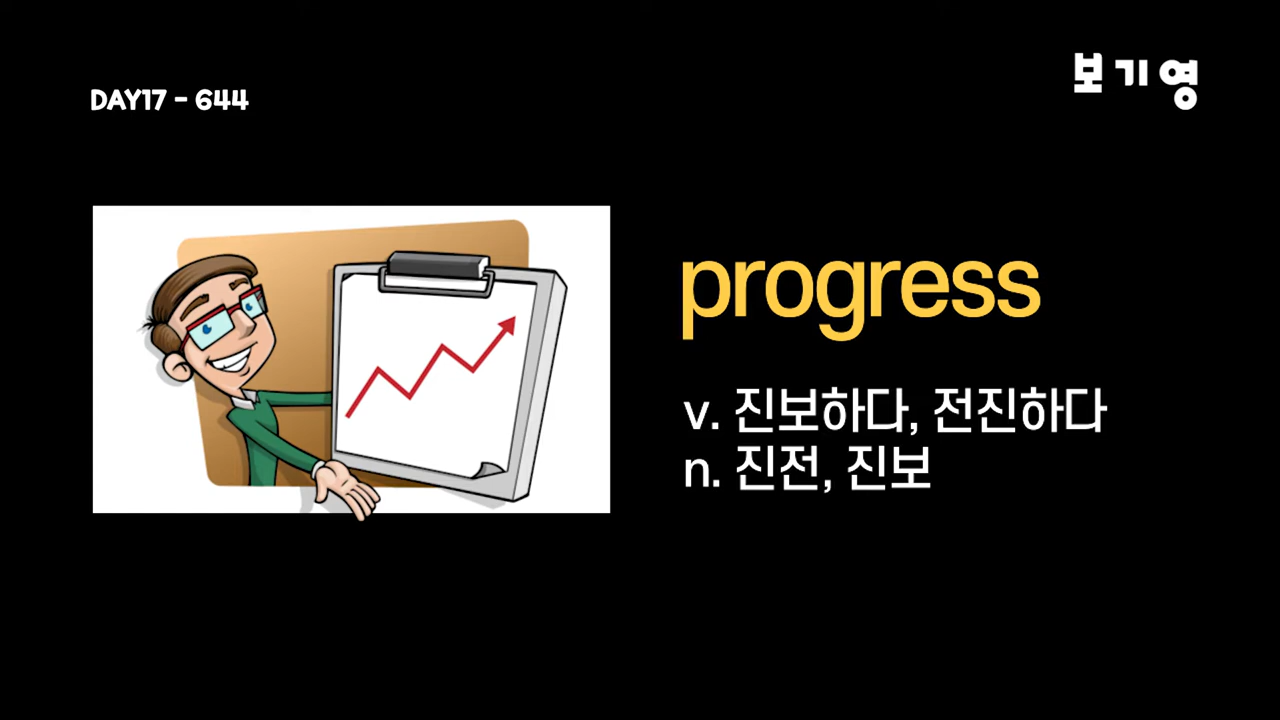 DAY17 - 644
보기영
progress
v. 진보하다, 전진하다
n. 진전, 진보